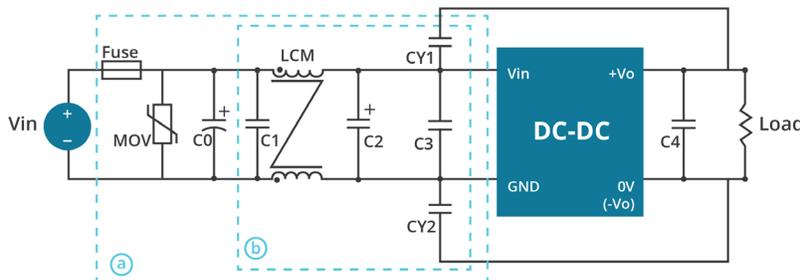 Fuse
LCM
CY1
Vin
+Vo
Vin
+
−
MOV
C0
+
C1
+
C2
C3
DC-DC
C4
Load
GND
0V
(-Vo)
CY2
a
b